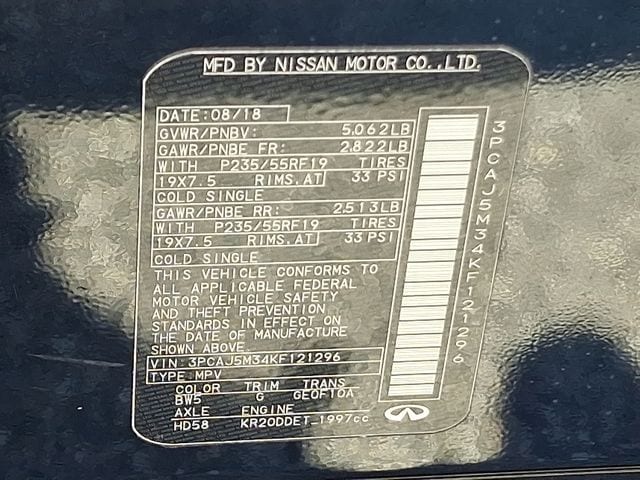 MFD BY NISSAN MOTOR CO.,LTD.
DATE:08/18
GVWR/PNBV: 5,062LB
GAWR/PNBE FR: 2,822LB
WITH P235/55RF19 TIRES
19X7.5 RIMS.AT 33 PSI
COLD SINGLE
GAWR/PNBE RR: 2,513LB
WITH P235/55RF19 TIRES
19X7.5 RIMS.AT 33 PSI
COLD SINGLE
THIS VEHICLE CONFORMS TO
ALL APPLICABLE FEDERAL
MOTOR VEHICLE SAFETY
AND THEFT PREVENTION
STANDARDS IN EFFECT ON
THE DATE OF MANUFACTURE
SHOWN ABOVE.
VIN: 3PCAJ5M34KF121296
TYPE:MPV
COLOR TRIM TRANS
BW5 G GE0F10A
AXLE ENGINE
HD58 KR20DDET 1997cc
3PCAJ5M34KF121296